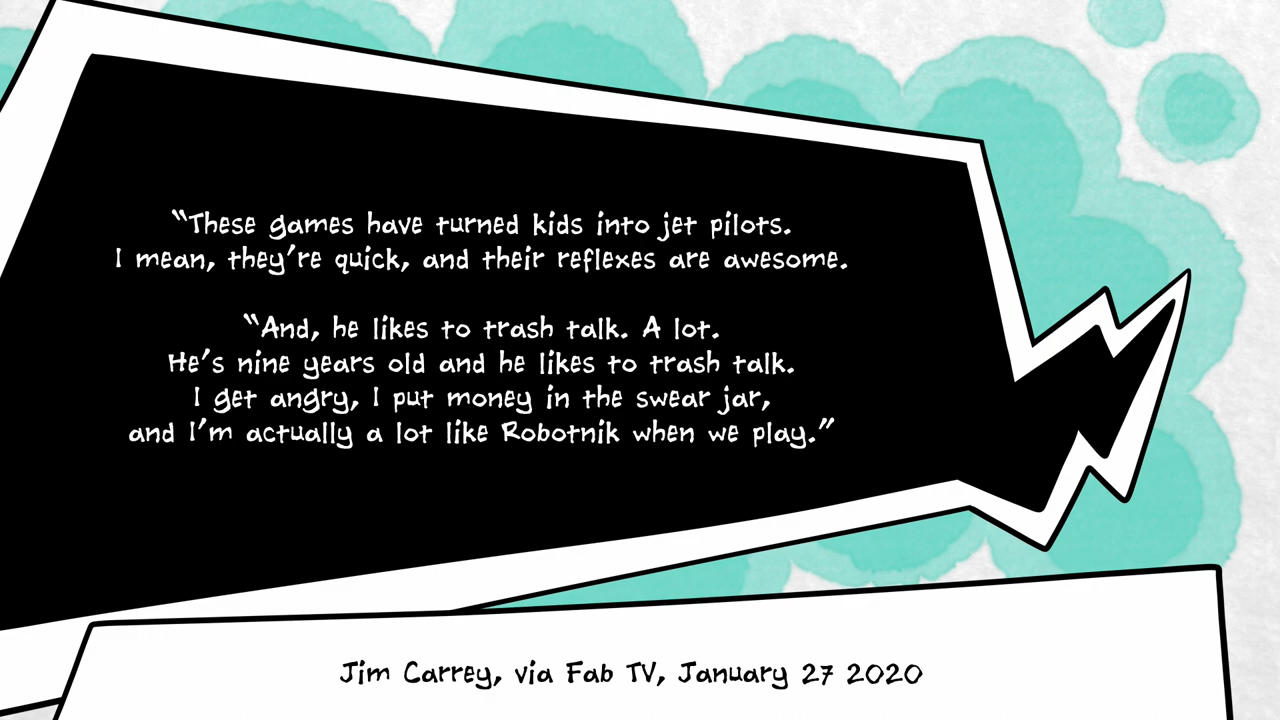 “These games have turned kids into jet pilots.
I mean, they’re quick, and their reflexes are awesome.
“And, he likes to trash talk. A lot.
He’s nine years old and he likes to trash talk.
I get angry, I put money in the swear jar,
and I’m actually a lot like Robotnik when we play.”
Jim Carrey, via Fab TV, January 27 2020